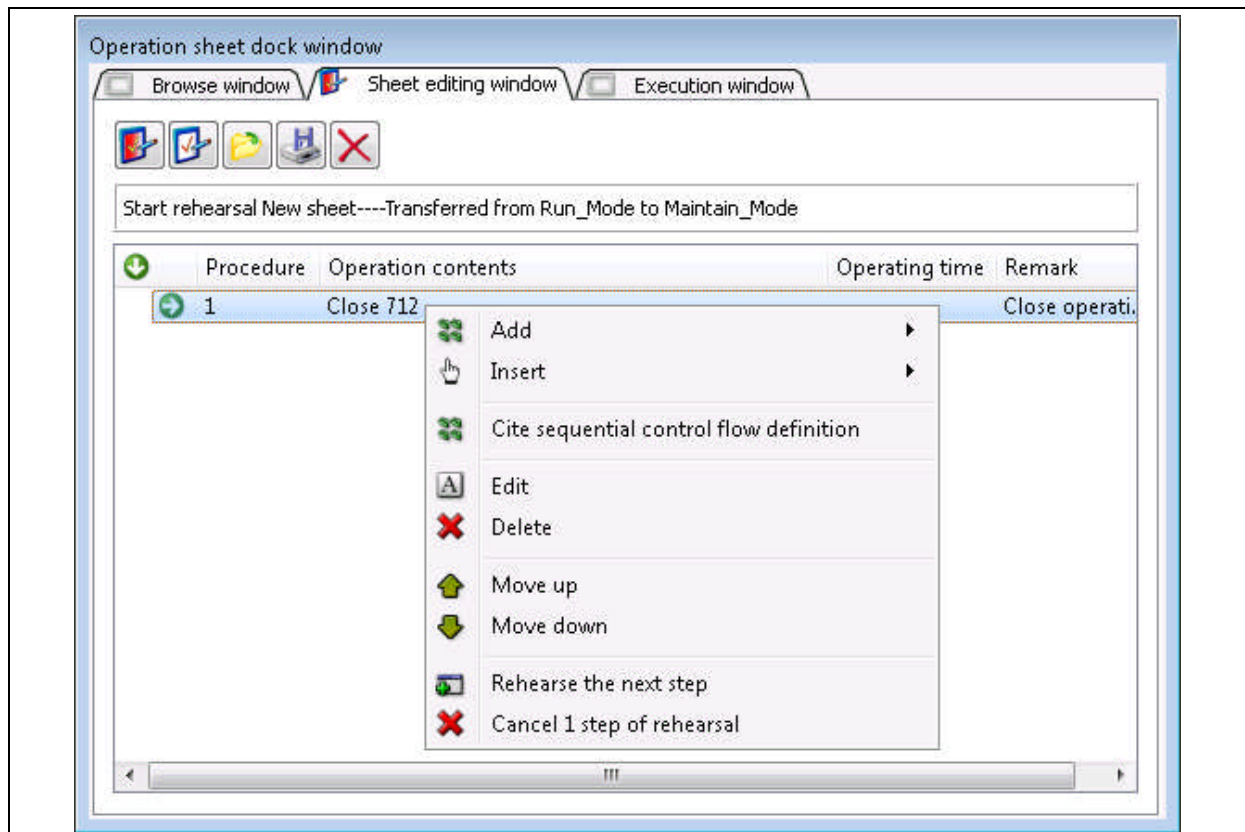 Operation sheet dock window
Browse window Sheet editing window Execution window
Start rehearsal New sheet----Transferred from Run_Mode to Maintain_Mode
Procedure Operation contents Operating time Remark
1 Close 712 Close operati.
Add
Insert
Cite sequential control flow definition
A Edit
Delete
Move up
Move down
Rehearse the next step
Cancel 1 step of rehearsal